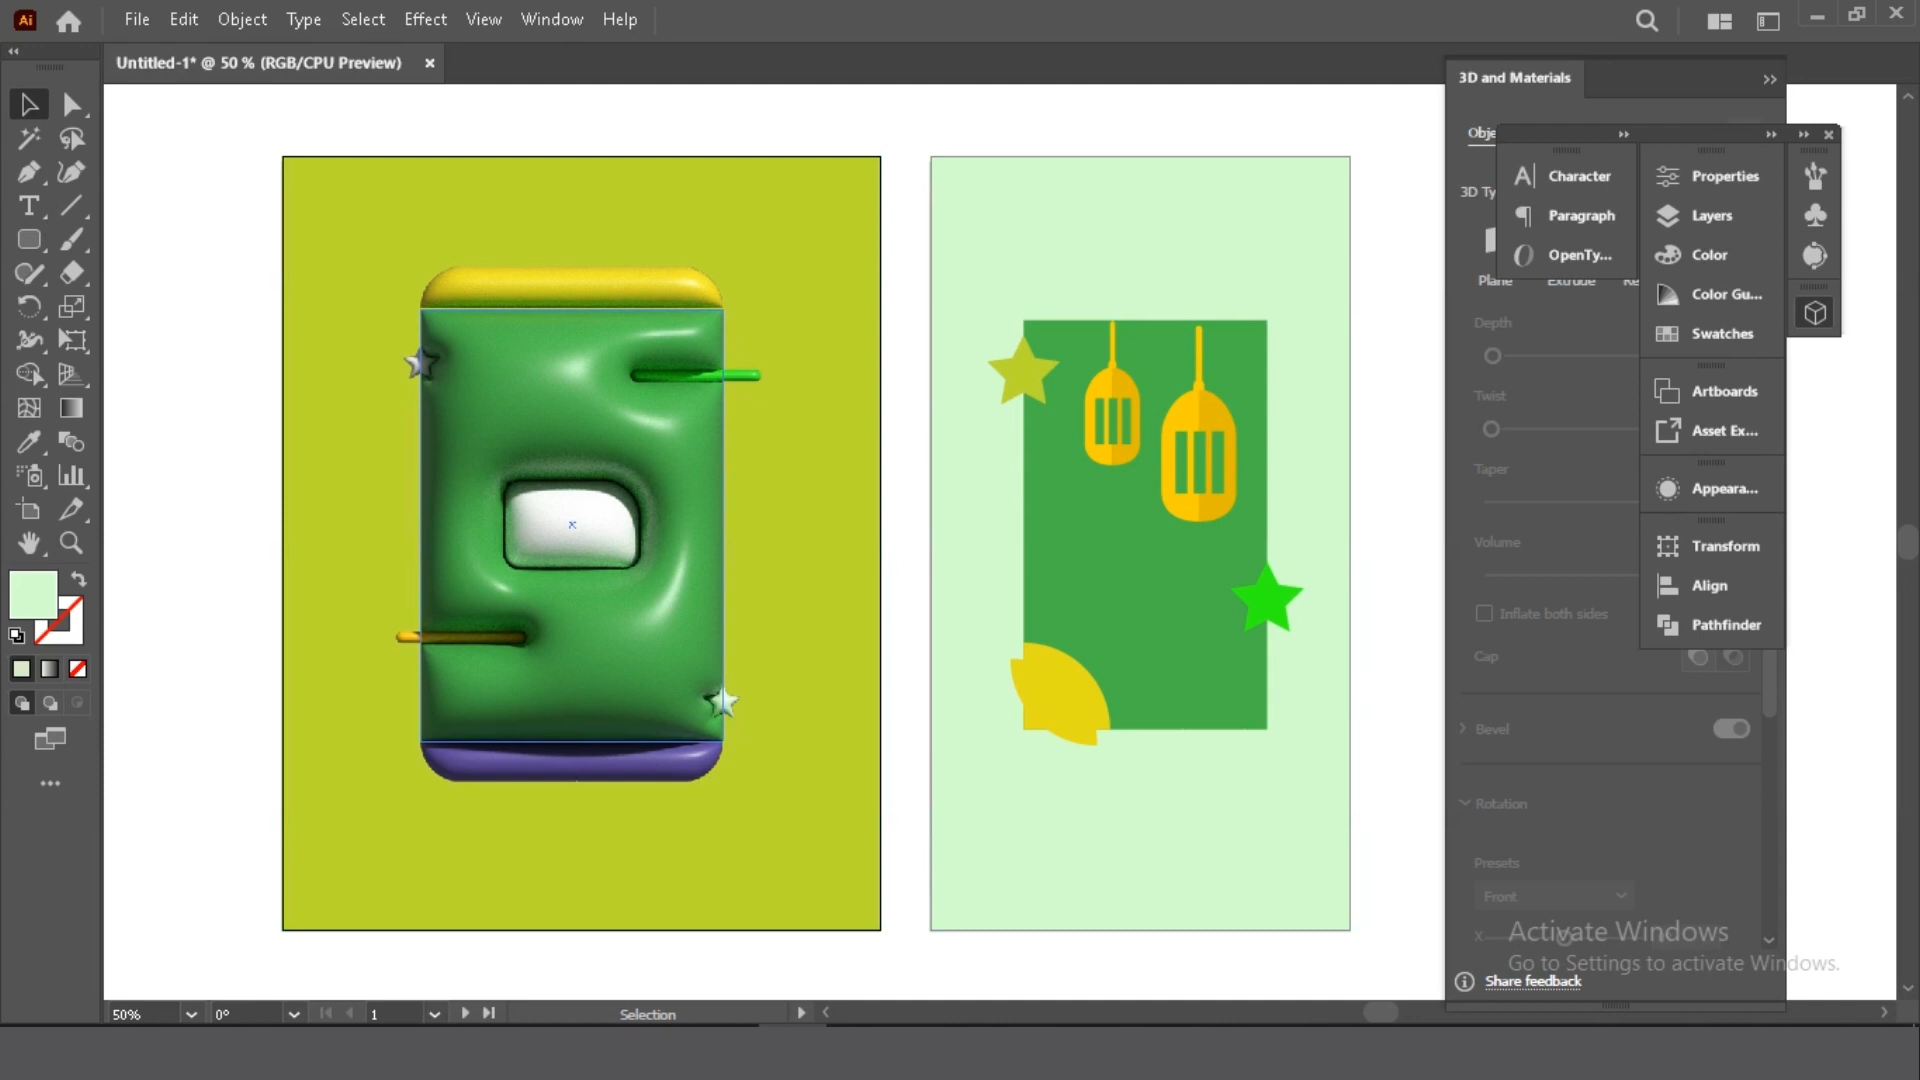 Ai File Edit Object Type Select Effect View Window Help
Untitled-1* @ 50 % (RGB/CPU Preview)
3D and Materials
Obje
3D Ty
Plane Extrude Re
Depth
Twist
Taper
Volume
Inflate both sides
Cap
Bevel
Rotation
Presets
Front
X
Share feedback
Character
Paragraph
OpenTy...
Properties
Layers
Color
Color Gu...
Swatches
Artboards
Asset Ex...
Appeara...
Transform
Align
Pathfinder
Activate Windows
Go to Settings to activate Windows.
50% 0° 1 Selection